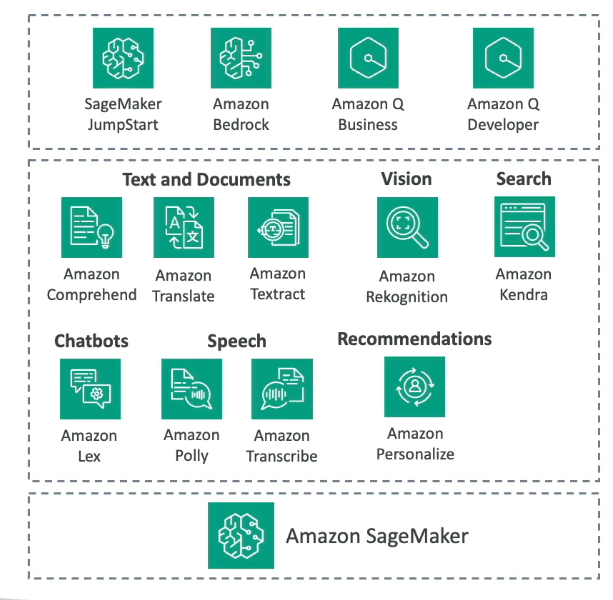 SageMaker JumpStart
Amazon Bedrock
Amazon Q Business
Amazon Q Developer
Text and Documents
Vision
Search
Amazon Comprehend
Amazon Translate
Amazon Textract
Amazon Rekognition
Amazon Kendra
Chatbots
Speech
Recommendations
Amazon Lex
Amazon Polly
Amazon Transcribe
Amazon Personalize
Amazon SageMaker